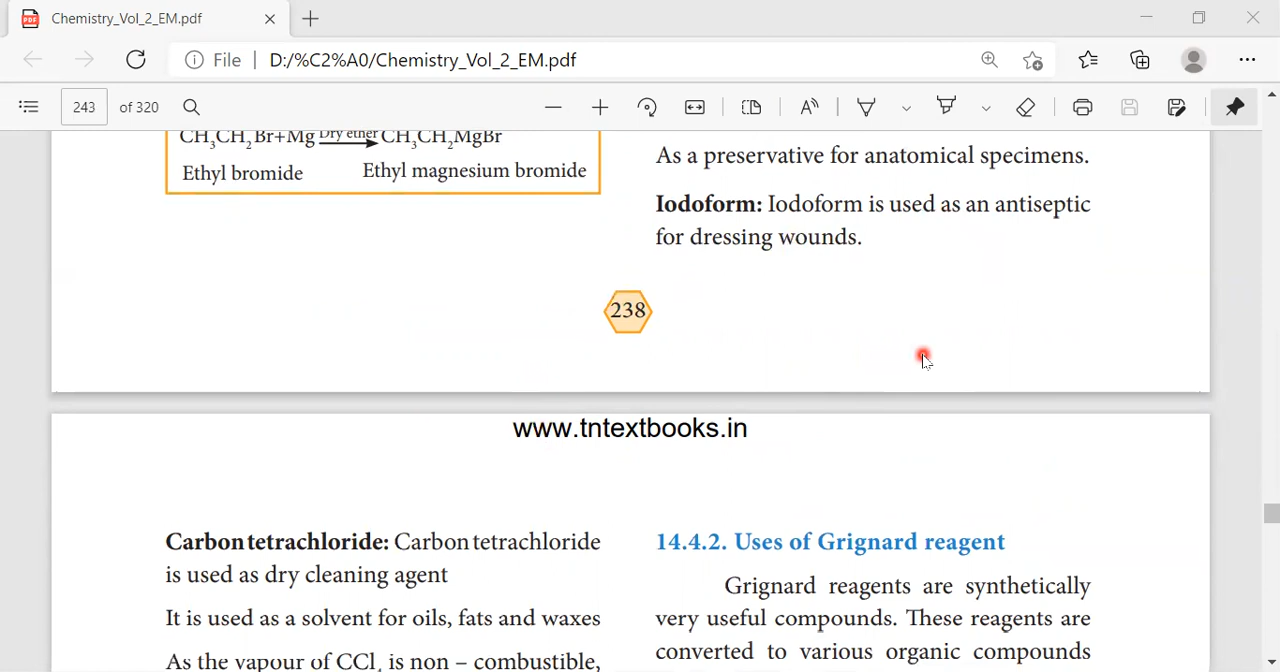 Chemistry_Vol_2_EM.pdf
File | D:/%C2%A0/Chemistry_Vol_2_EM.pdf
243 of 320
CH₃CH₂Br+Mg Dry ether→ CH₃CH₂MgBr
Ethyl bromide Ethyl magnesium bromide
As a preservative for anatomical specimens.
Iodoform: Iodoform is used as an antiseptic
for dressing wounds.
238
www.tntextbooks.in
Carbon tetrachloride: Carbon tetrachloride
is used as dry cleaning agent
It is used as a solvent for oils, fats and waxes
As the vapour of CCl₄ is non – combustible,
14.4.2. Uses of Grignard reagent
Grignard reagents are synthetically
very useful compounds. These reagents are
converted to various organic compounds